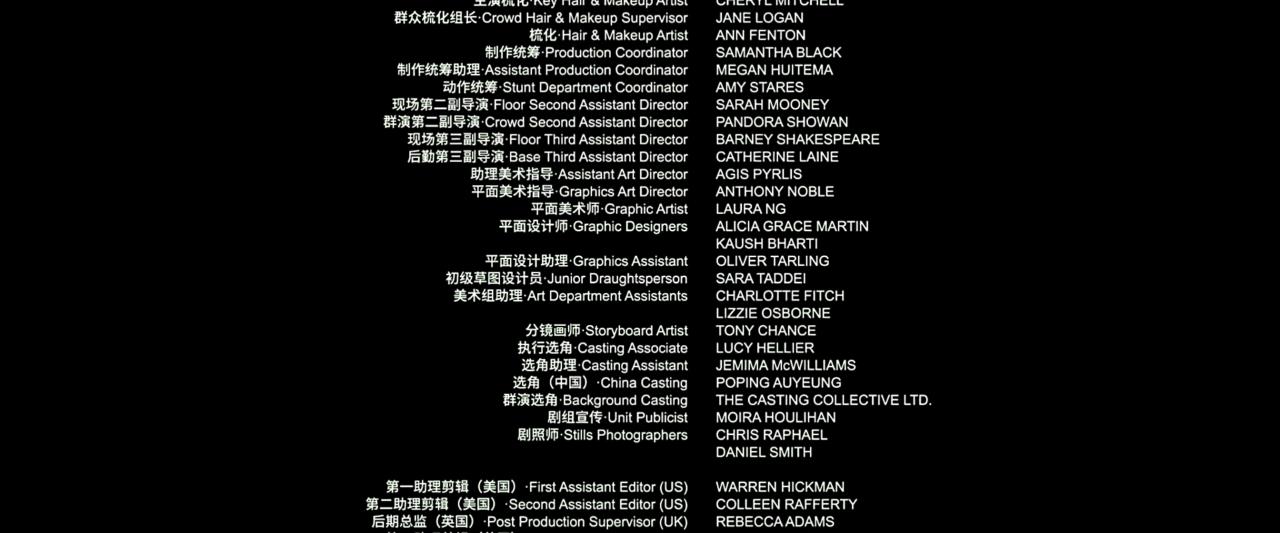 主演梳化·Key Hair & Makeup Artist CHERYL MITCHELL
群众梳化组长·Crowd Hair & Makeup Supervisor JANE LOGAN
梳化·Hair & Makeup Artist ANN FENTON
制作统筹·Production Coordinator SAMANTHA BLACK
制作统筹助理·Assistant Production Coordinator MEGAN HUITEMA
动作统筹·Stunt Department Coordinator AMY STARES
现场第二副导演·Floor Second Assistant Director SARAH MOONEY
群演第二副导演·Crowd Second Assistant Director PANDORA SHOWAN
现场第三副导演·Floor Third Assistant Director BARNEY SHAKESPEARE
后勤第三副导演·Base Third Assistant Director CATHERINE LAINE
助理美术指导·Assistant Art Director AGIS PYRLIS
平面美术指导·Graphics Art Director ANTHONY NOBLE
平面美术师·Graphic Artist LAURA NG
平面设计师·Graphic Designers ALICIA GRACE MARTIN
KAUSH BHARTI
平面设计助理·Graphics Assistant OLIVER TARLING
初级草图设计员·Junior Draughtsperson SARA TADDEI
美术组助理·Art Department Assistants CHARLOTTE FITCH
LIZZIE OSBORNE
分镜画师·Storyboard Artist TONY CHANCE
执行选角·Casting Associate LUCY HELLIER
选角助理·Casting Assistant JEMIMA McWILLIAMS
选角（中国）·China Casting POPING AUYEUNG
群演选角·Background Casting THE CASTING COLLECTIVE LTD.
剧组宣传·Unit Publicist MOIRA HOULIHAN
剧照师·Stills Photographers CHRIS RAPHAEL
DANIEL SMITH
第一助理剪辑（美国）·First Assistant Editor (US) WARREN HICKMAN
第二助理剪辑（美国）·Second Assistant Editor (US) COLLEEN RAFFERTY
后期总监（英国）·Post Production Supervisor (UK) REBECCA ADAMS